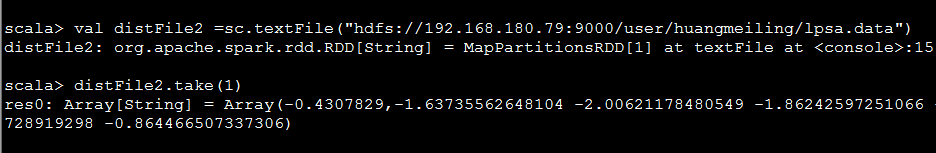 scala> val distFile2 =sc.textFile("hdfs://192.168.180.79:9000/user/huangmeiling/lpsa.data")
distFile2: org.apache.spark.rdd.RDD[String] = MapPartitionsRDD[1] at textFile at <console>:15
scala> distFile2.take(1)
res0: Array[String] = Array(-0.4307829,-1.63735562648104 -2.00621178480549 -1.86242597251066 -
728919298 -0.864466507337306)